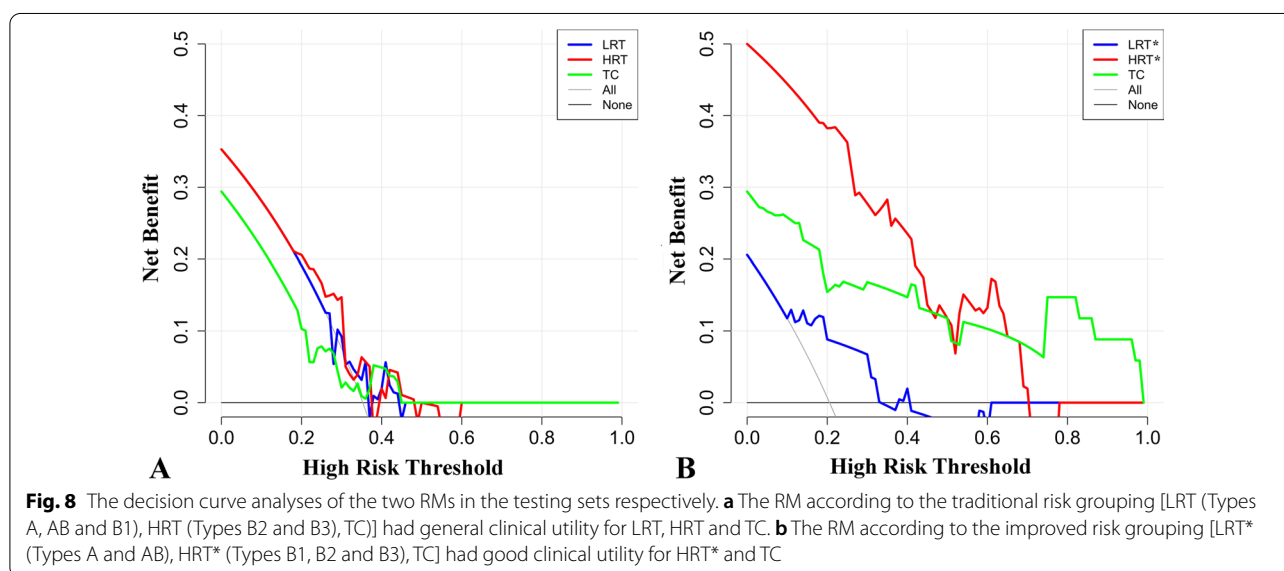 LRT
HRT
TC
All
None
0.5
0.4
0.3
0.2
0.1
0.0
Net Benefit
0.0 0.2 0.4 0.6 0.8 1.0
High Risk Threshold
A
LRT*
HRT*
TC
All
None
0.5
0.4
0.3
0.2
0.1
0.0
Net Benefit
0.0 0.2 0.4 0.6 0.8 1.0
High Risk Threshold
B
Fig. 8 The decision curve analyses of the two RMs in the testing sets respectively. a The RM according to the traditional risk grouping [LRT (Types
A, AB and B1), HRT (Types B2 and B3), TC)] had general clinical utility for LRT, HRT and TC. b The RM according to the improved risk grouping [LRT*
(Types A and AB), HRT* (Types B1, B2 and B3), TC] had good clinical utility for HRT* and TC